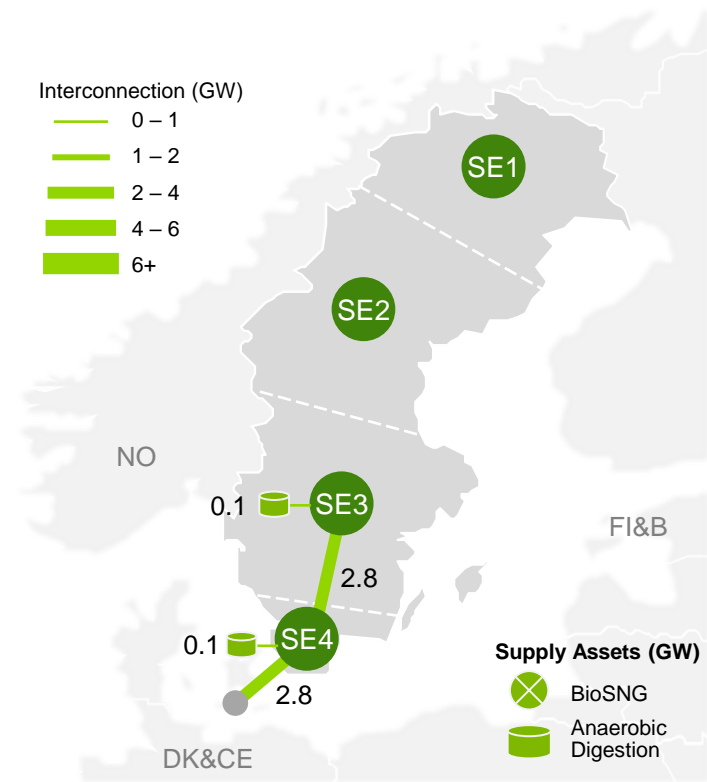 Interconnection (GW)
0 – 1
1 – 2
2 – 4
4 – 6
6+
SE1
SE2
NO
0.1
SE3
FI&B
2.8
0.1
SE4
2.8
DK&CE
Supply Assets (GW)
BioSNG
Anaerobic
Digestion